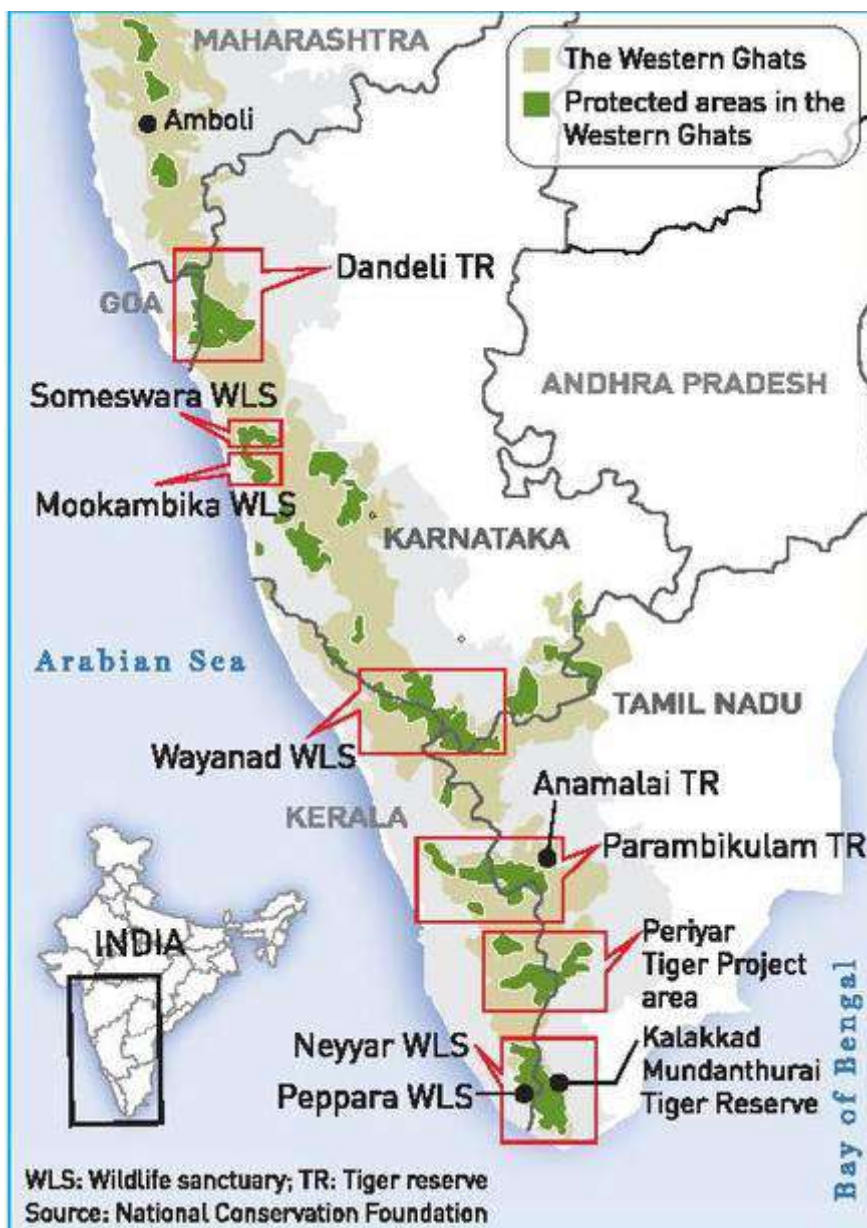 MAHARASHTRA
The Western Ghats
Protected areas in the
Western Ghats
Amboli
Dandeli TR
GOA
ANDHRA PRADESH
Someswara WLS
Mookambika WLS
KARNATAKA
Arabian Sea
TAMIL NADU
Wayanad WLS
Anamalai TR
KERALA
Parambikulam TR
INDIA
Periyar
Tiger Project
area
Neyyar WLS
Peppara WLS
Kalakkad
Mundanthurai
Tiger Reserve
Bay of Bengal
WLS: Wildlife sanctuary; TR: Tiger reserve
Source: National Conservation Foundation